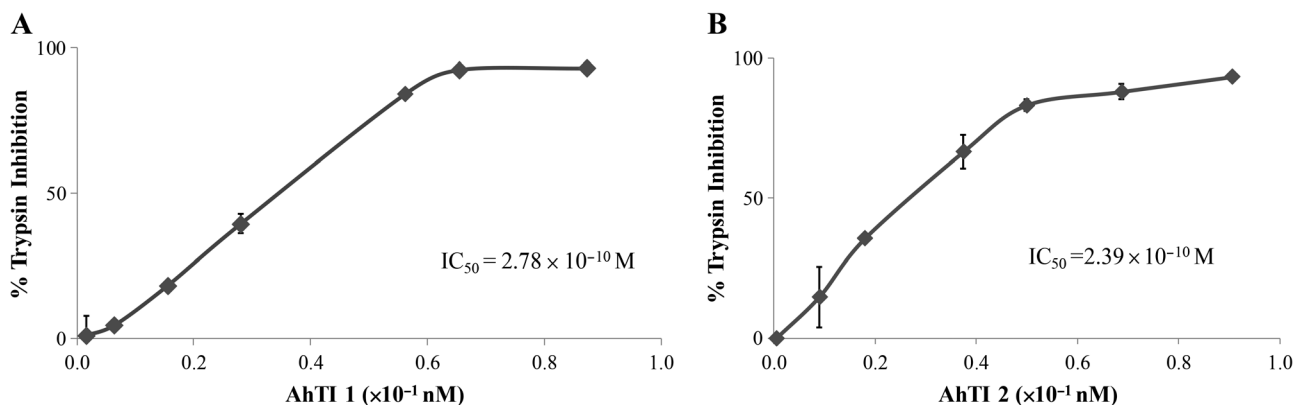 A
% Trypsin Inhibition
100
50
0
IC₅₀ = 2.78 × 10⁻¹⁰ M
0.0 0.2 0.4 0.6 0.8 1.0
AhTI 1 (×10⁻¹ nM)
B
% Trypsin Inhibition
100
50
0
IC₅₀ =2.39 × 10⁻¹⁰ M
0.0 0.2 0.4 0.6 0.8 1.0
AhTI 2 (×10⁻¹ nM)